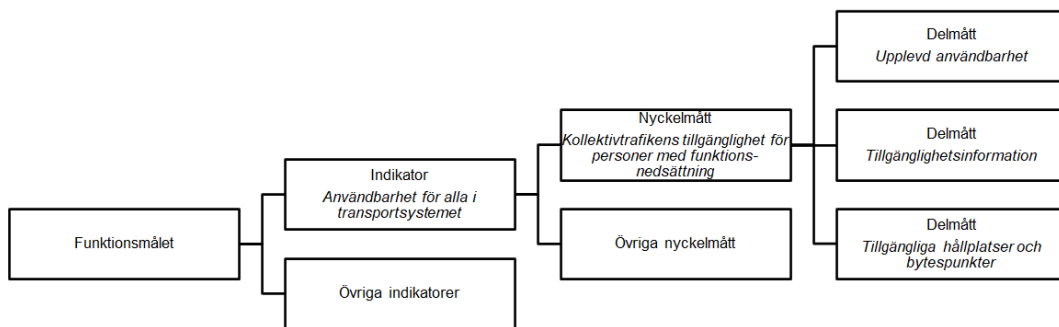 Funktionsmålet
Indikator
Användbarhet för alla i
transportsystemet
Övriga indikatorer
Nyckelmått
Kollektivtrafikens tillgänglighet för
personer med funktions-
nedsättning
Övriga nyckelmått
Delmått
Upplevd användbarhet
Delmått
Tillgänglighetsinformation
Delmått
Tillgängliga hållplatser och
bytespunkter